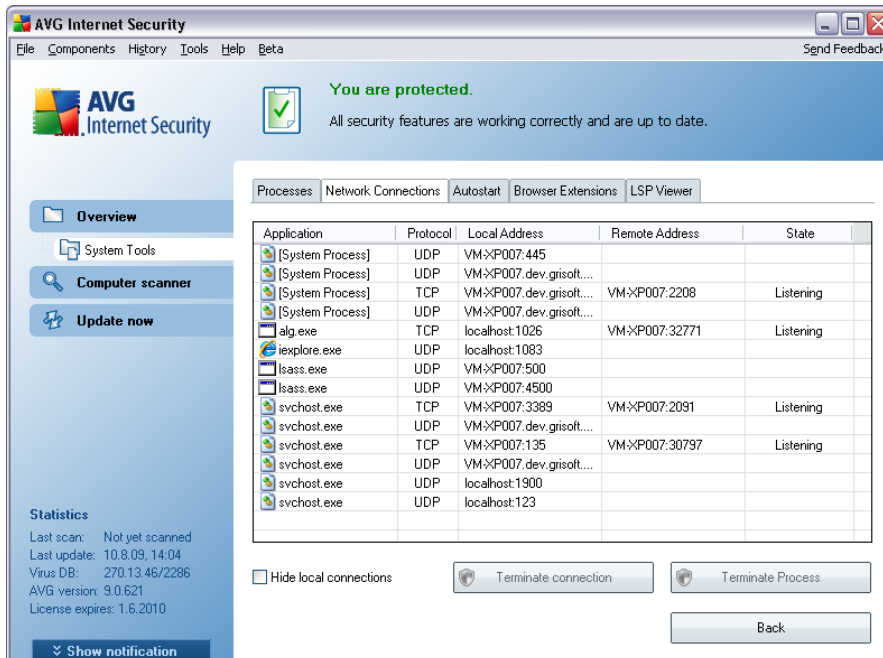 AVG Internet Security
File Components History Tools Help Beta Send Feedback
AVG
Internet Security
You are protected.
All security features are working correctly and are up to date.
Overview
System Tools
Computer scanner
Update now
Processes Network Connections Autostart Browser Extensions LSP Viewer
Application Protocol Local Address Remote Address State
[System Process] UDP VM-XP007:445
[System Process] UDP VM-XP007.dev.grisoft....
[System Process] TCP VM-XP007.dev.grisoft.... VM-XP007:2208 Listening
[System Process] UDP VM-XP007.dev.grisoft....
alg.exe TCP localhost:1026 VM-XP007:32771 Listening
iexplore.exe UDP localhost:1083
lsass.exe UDP VM-XP007:500
lsass.exe UDP VM-XP007:4500
svchost.exe TCP VM-XP007:3389 VM-XP007:2091 Listening
svchost.exe UDP VM-XP007.dev.grisoft....
svchost.exe TCP VM-XP007:135 VM-XP007:30797 Listening
svchost.exe UDP VM-XP007.dev.grisoft....
svchost.exe UDP localhost:1900
svchost.exe UDP localhost:123
Statistics
Last scan: Not yet scanned
Last update: 10.8.09, 14:04
Virus DB: 270.13.46/2286
AVG version: 9.0.621
License expires: 1.6.2010
Show notification
Hide local connections Terminate connection Terminate Process
Back